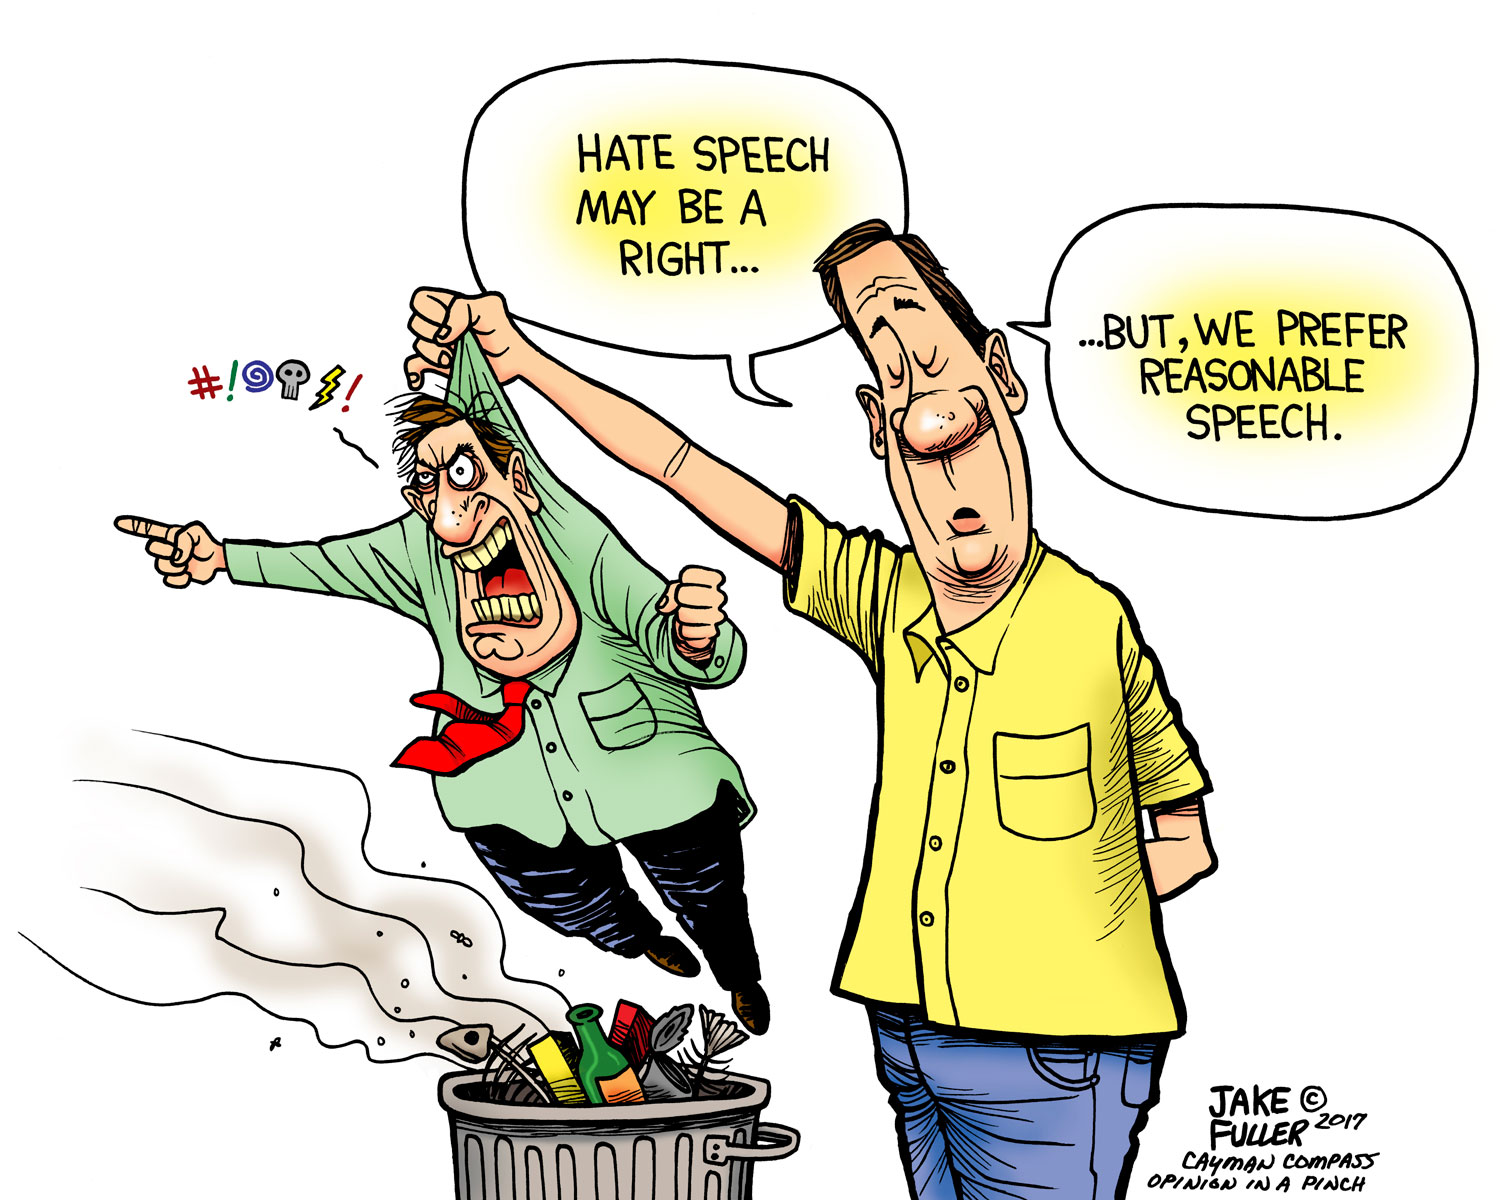 HATE SPEECH
MAY BE A
RIGHT...
...BUT, WE PREFER
REASONABLE
SPEECH.
#!
!
JAKE ©
FULLER 2017
CAYMAN COMPASS
OPINION IN A PINCH